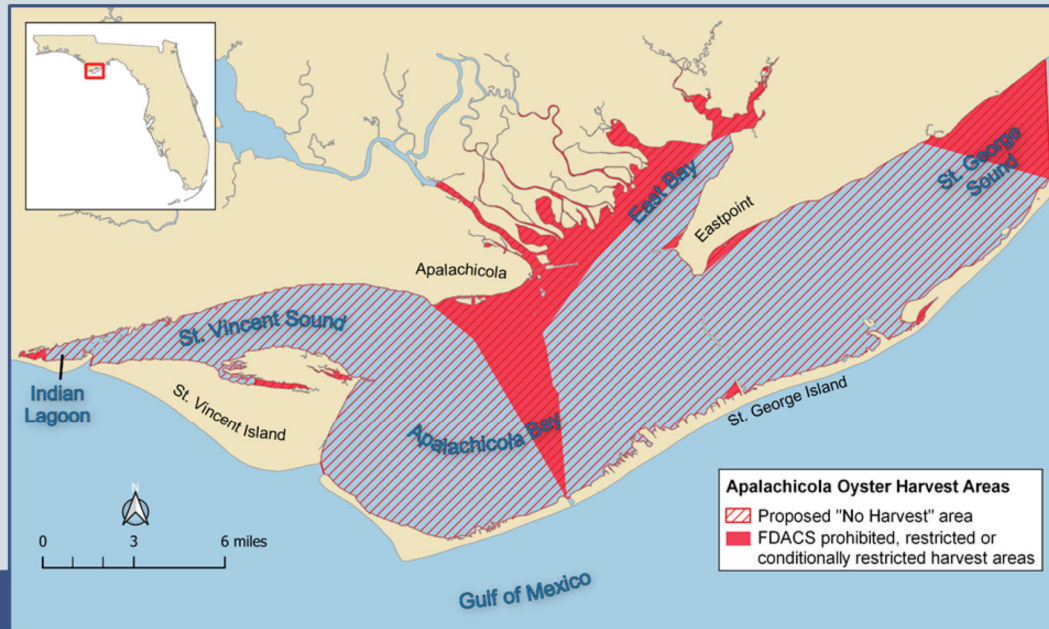 East Bay
St. George
Sound
Eastpoint
Apalachicola
St. Vincent Sound
Indian
Lagoon
St. Vincent Island
Apalachicola Bay
St. George Island
N
0 3 6 miles
Gulf of Mexico
Apalachicola Oyster Harvest Areas
Proposed "No Harvest" area
FDACS prohibited, restricted or
conditionally restricted harvest areas